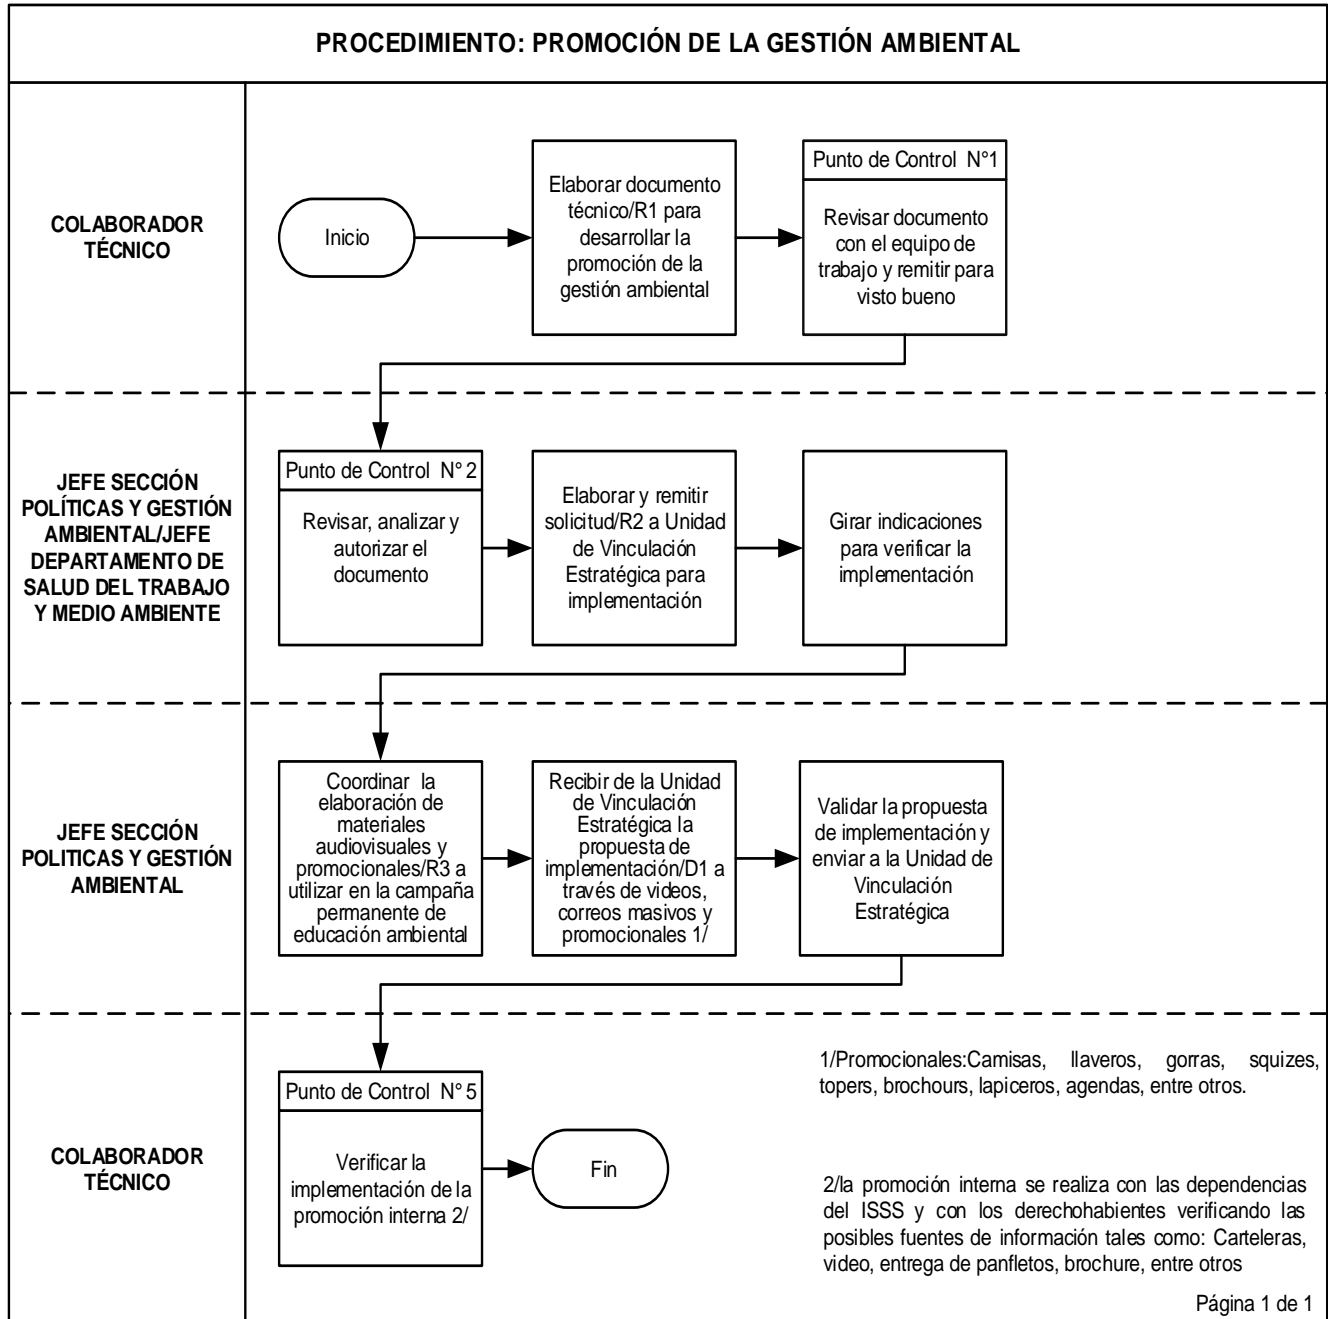 PROCEDIMIENTO: PROMOCIÓN DE LA GESTIÓN AMBIENTAL
COLABORADOR
TÉCNICO
Inicio
Elaborar documento
técnico/R1 para
desarrollar la
promoción de la
gestión ambiental
Punto de Control N°1
Revisar documento
con el equipo de
trabajo y remitir para
visto bueno
JEFE SECCIÓN
POLÍTICAS Y GESTIÓN
AMBIENTAL/JEFE
DEPARTAMENTO DE
SALUD DEL TRABAJO
Y MEDIO AMBIENTE
Punto de Control N° 2
Revisar, analizar y
autorizar el
documento
Elaborar y remitir
solicitud/R2 a Unidad
de Vinculación
Estratégica para
implementación
Girar indicaciones
para verificar la
implementación
JEFE SECCIÓN
POLITICAS Y GESTIÓN
AMBIENTAL
Coordinar la
elaboración de
materiales
audiovisuales y
promocionales/R3 a
utilizar en la campaña
permanente de
educación ambiental
Recibir de la Unidad
de Vinculación
Estratégica la
propuesta de
implementación/D1 a
través de videos,
correos masivos y
promocionales 1/
Validar la propuesta
de implementación y
enviar a la Unidad de
Vinculación
Estratégica
COLABORADOR
TÉCNICO
Punto de Control N° 5
Verificar la
implementación de la
promoción interna 2/
Fin
1/Promocionales:Camisas, llaveros, gorras, squizes,
topers, brochours, lapiceros, agendas, entre otros.
2/la promoción interna se realiza con las dependencias
del ISSS y con los derechohabientes verificando las
posibles fuentes de información tales como: Carteleras,
video, entrega de panfletos, brochure, entre otros
Página 1 de 1